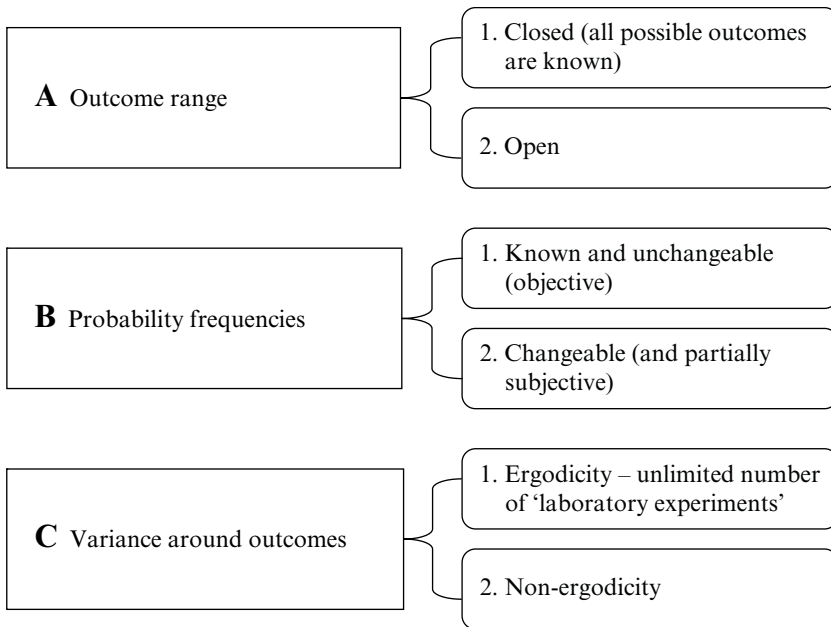 1. Closed (all possible outcomes
are known)
A Outcome range
2. Open
1. Known and unchangeable
(objective)
B Probability frequencies
2. Changeable (and partially
subjective)
1. Ergodicity – unlimited number
of ‘laboratory experiments’
C Variance around outcomes
2. Non-ergodicity